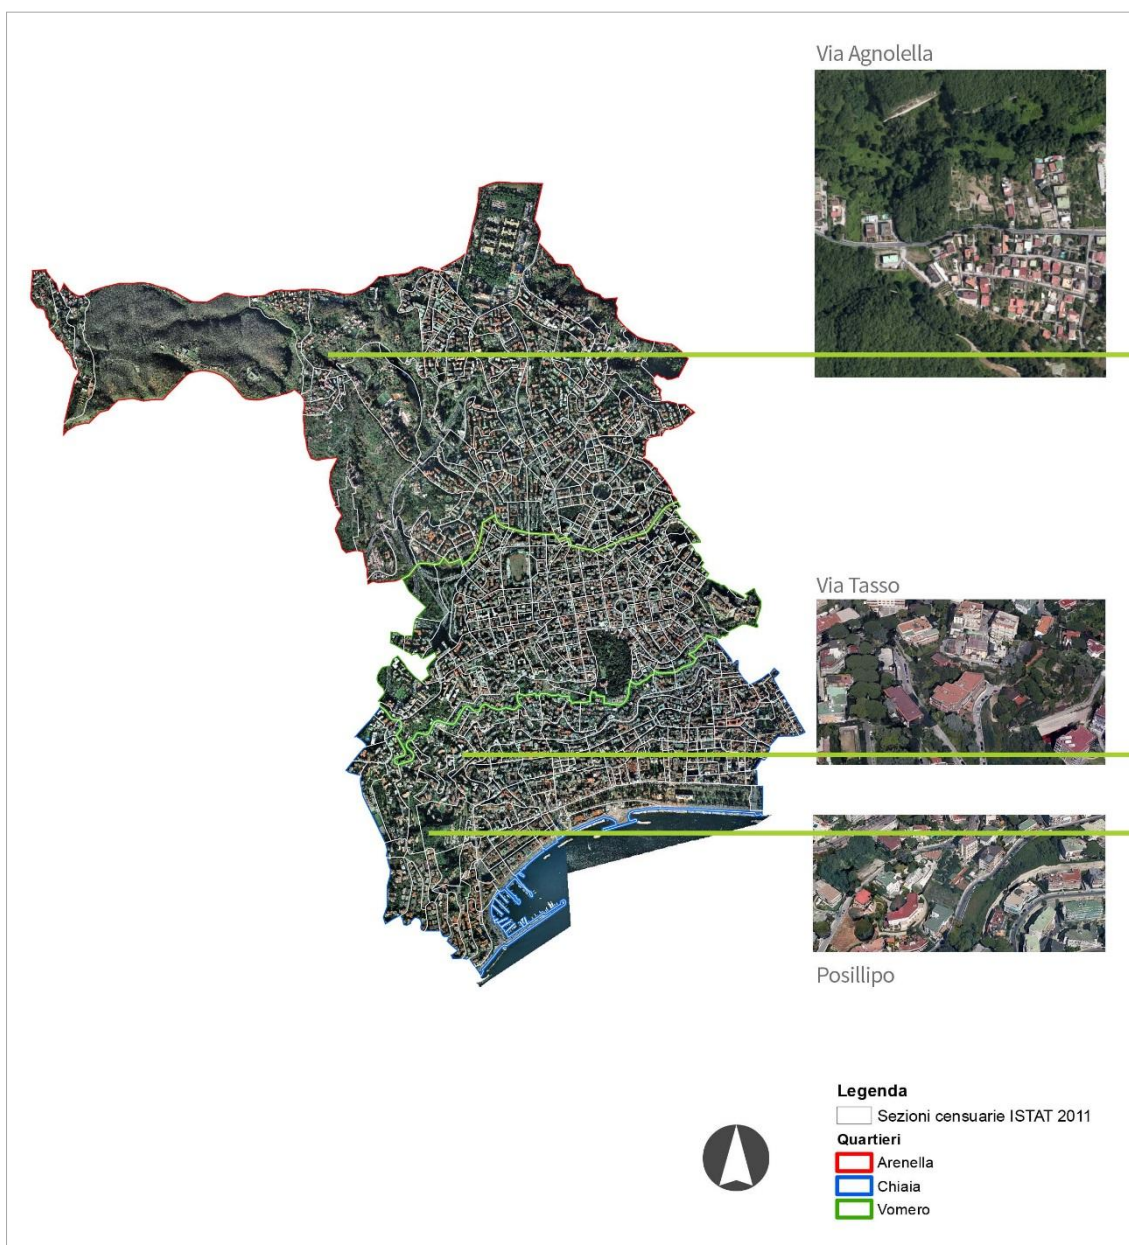 Via Agnolella
Via Tasso
Posillipo
Legenda
Sezioni censuarie ISTAT 2011
Quartieri
Arenella
Chiaia
Vomero